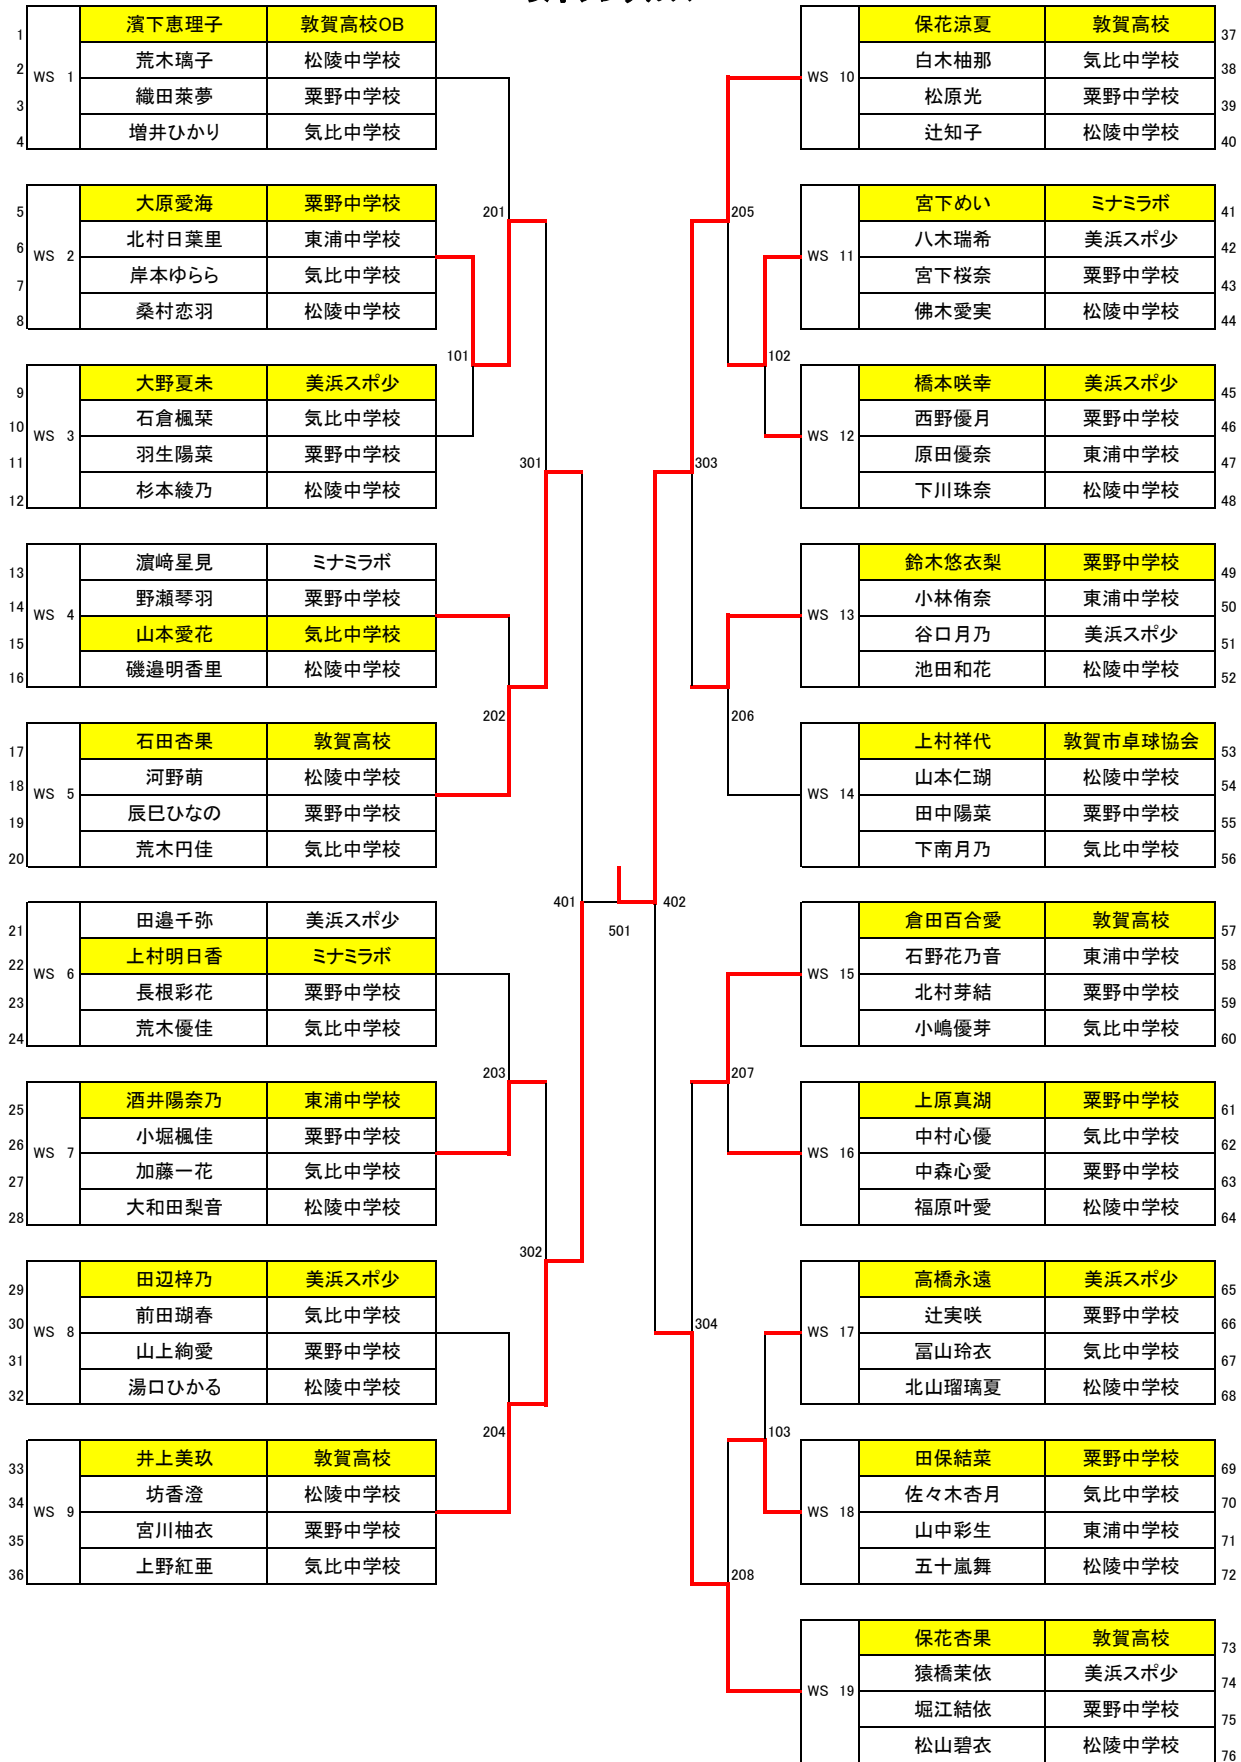 1 濱下恵理子 敦賀高校OB
2 荒木璃子 松陵中学校
WS 1
3 織田萊夢 粟野中学校
4 増井ひかり 気比中学校
5 大原愛海 粟野中学校
6 北村日葉里 東浦中学校
WS 2
7 岸本ゆらら 気比中学校
8 桑村恋羽 松陵中学校
9 大野夏未 美浜スポ少
10 石倉楓栞 気比中学校
WS 3
11 羽生陽菜 粟野中学校
12 杉本綾乃 松陵中学校
13 濵﨑星見 ミナミラボ
14 野瀬琴羽 粟野中学校
WS 4
15 山本愛花 気比中学校
16 磯邉明香里 松陵中学校
17 石田杏果 敦賀高校
18 河野萌 松陵中学校
WS 5
19 辰巳ひなの 粟野中学校
20 荒木円佳 気比中学校
21 田邉千弥 美浜スポ少
22 上村明日香 ミナミラボ
WS 6
23 長根彩花 粟野中学校
24 荒木優佳 気比中学校
25 酒井陽奈乃 東浦中学校
26 小堀楓佳 粟野中学校
WS 7
27 加藤一花 気比中学校
28 大和田梨音 松陵中学校
29 田辺梓乃 美浜スポ少
30 前田瑚春 気比中学校
WS 8
31 山上絢愛 粟野中学校
32 湯口ひかる 松陵中学校
33 井上美玖 敦賀高校
34 坊香澄 松陵中学校
WS 9
35 宮川柚衣 粟野中学校
36 上野紅亜 気比中学校
201
101
301
202
401
203
302
204
501
205
102
303
206
402
207
304
103
208
保花涼夏 敦賀高校 37
白木柚那 気比中学校 38
WS 10
松原光 粟野中学校 39
辻知子 松陵中学校 40
宮下めい ミナミラボ 41
八木瑞希 美浜スポ少 42
WS 11
宮下桜奈 粟野中学校 43
佛木愛実 松陵中学校 44
橋本咲幸 美浜スポ少 45
西野優月 粟野中学校 46
WS 12
原田優奈 東浦中学校 47
下川珠奈 松陵中学校 48
鈴木悠衣梨 粟野中学校 49
小林侑奈 東浦中学校 50
WS 13
谷口月乃 美浜スポ少 51
池田和花 松陵中学校 52
上村祥代 敦賀市卓球協会 53
山本仁瑚 松陵中学校 54
WS 14
田中陽菜 粟野中学校 55
下南月乃 気比中学校 56
倉田百合愛 敦賀高校 57
石野花乃音 東浦中学校 58
WS 15
北村芽結 粟野中学校 59
小嶋優芽 気比中学校 60
上原真湖 粟野中学校 61
中村心優 気比中学校 62
WS 16
中森心愛 粟野中学校 63
福原叶愛 松陵中学校 64
高橋永遠 美浜スポ少 65
辻実咲 粟野中学校 66
WS 17
冨山玲衣 気比中学校 67
北山瑠璃夏 松陵中学校 68
田保結菜 粟野中学校 69
佐々木杏月 気比中学校 70
WS 18
山中彩生 東浦中学校 71
五十嵐舞 松陵中学校 72
保花杏果 敦賀高校 73
猿橋茉依 美浜スポ少 74
WS 19
堀江結依 粟野中学校 75
松山碧衣 松陵中学校 76